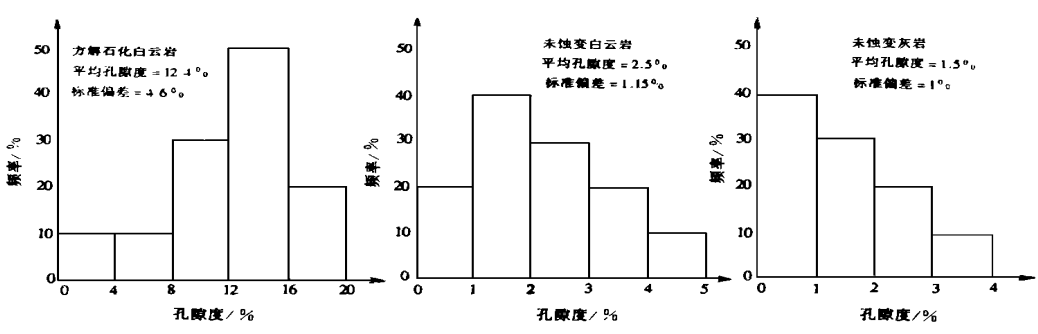 方解石化白云岩
平均孔隙度=12.4%
标准偏差=4.6%
频率/%
50
40
30
20
10
0
0 4 8 12 16 20
孔隙度/%
未蚀变白云岩
平均孔隙度=2.5%
标准偏差=1.15%
频率/%
50
40
30
20
10
0
0 1 2 3 4 5
孔隙度/%
未蚀变灰岩
平均孔隙度=1.5%
标准偏差=1%
频率/%
50
40
30
20
10
0
0 1 2 3 4
孔隙度/%